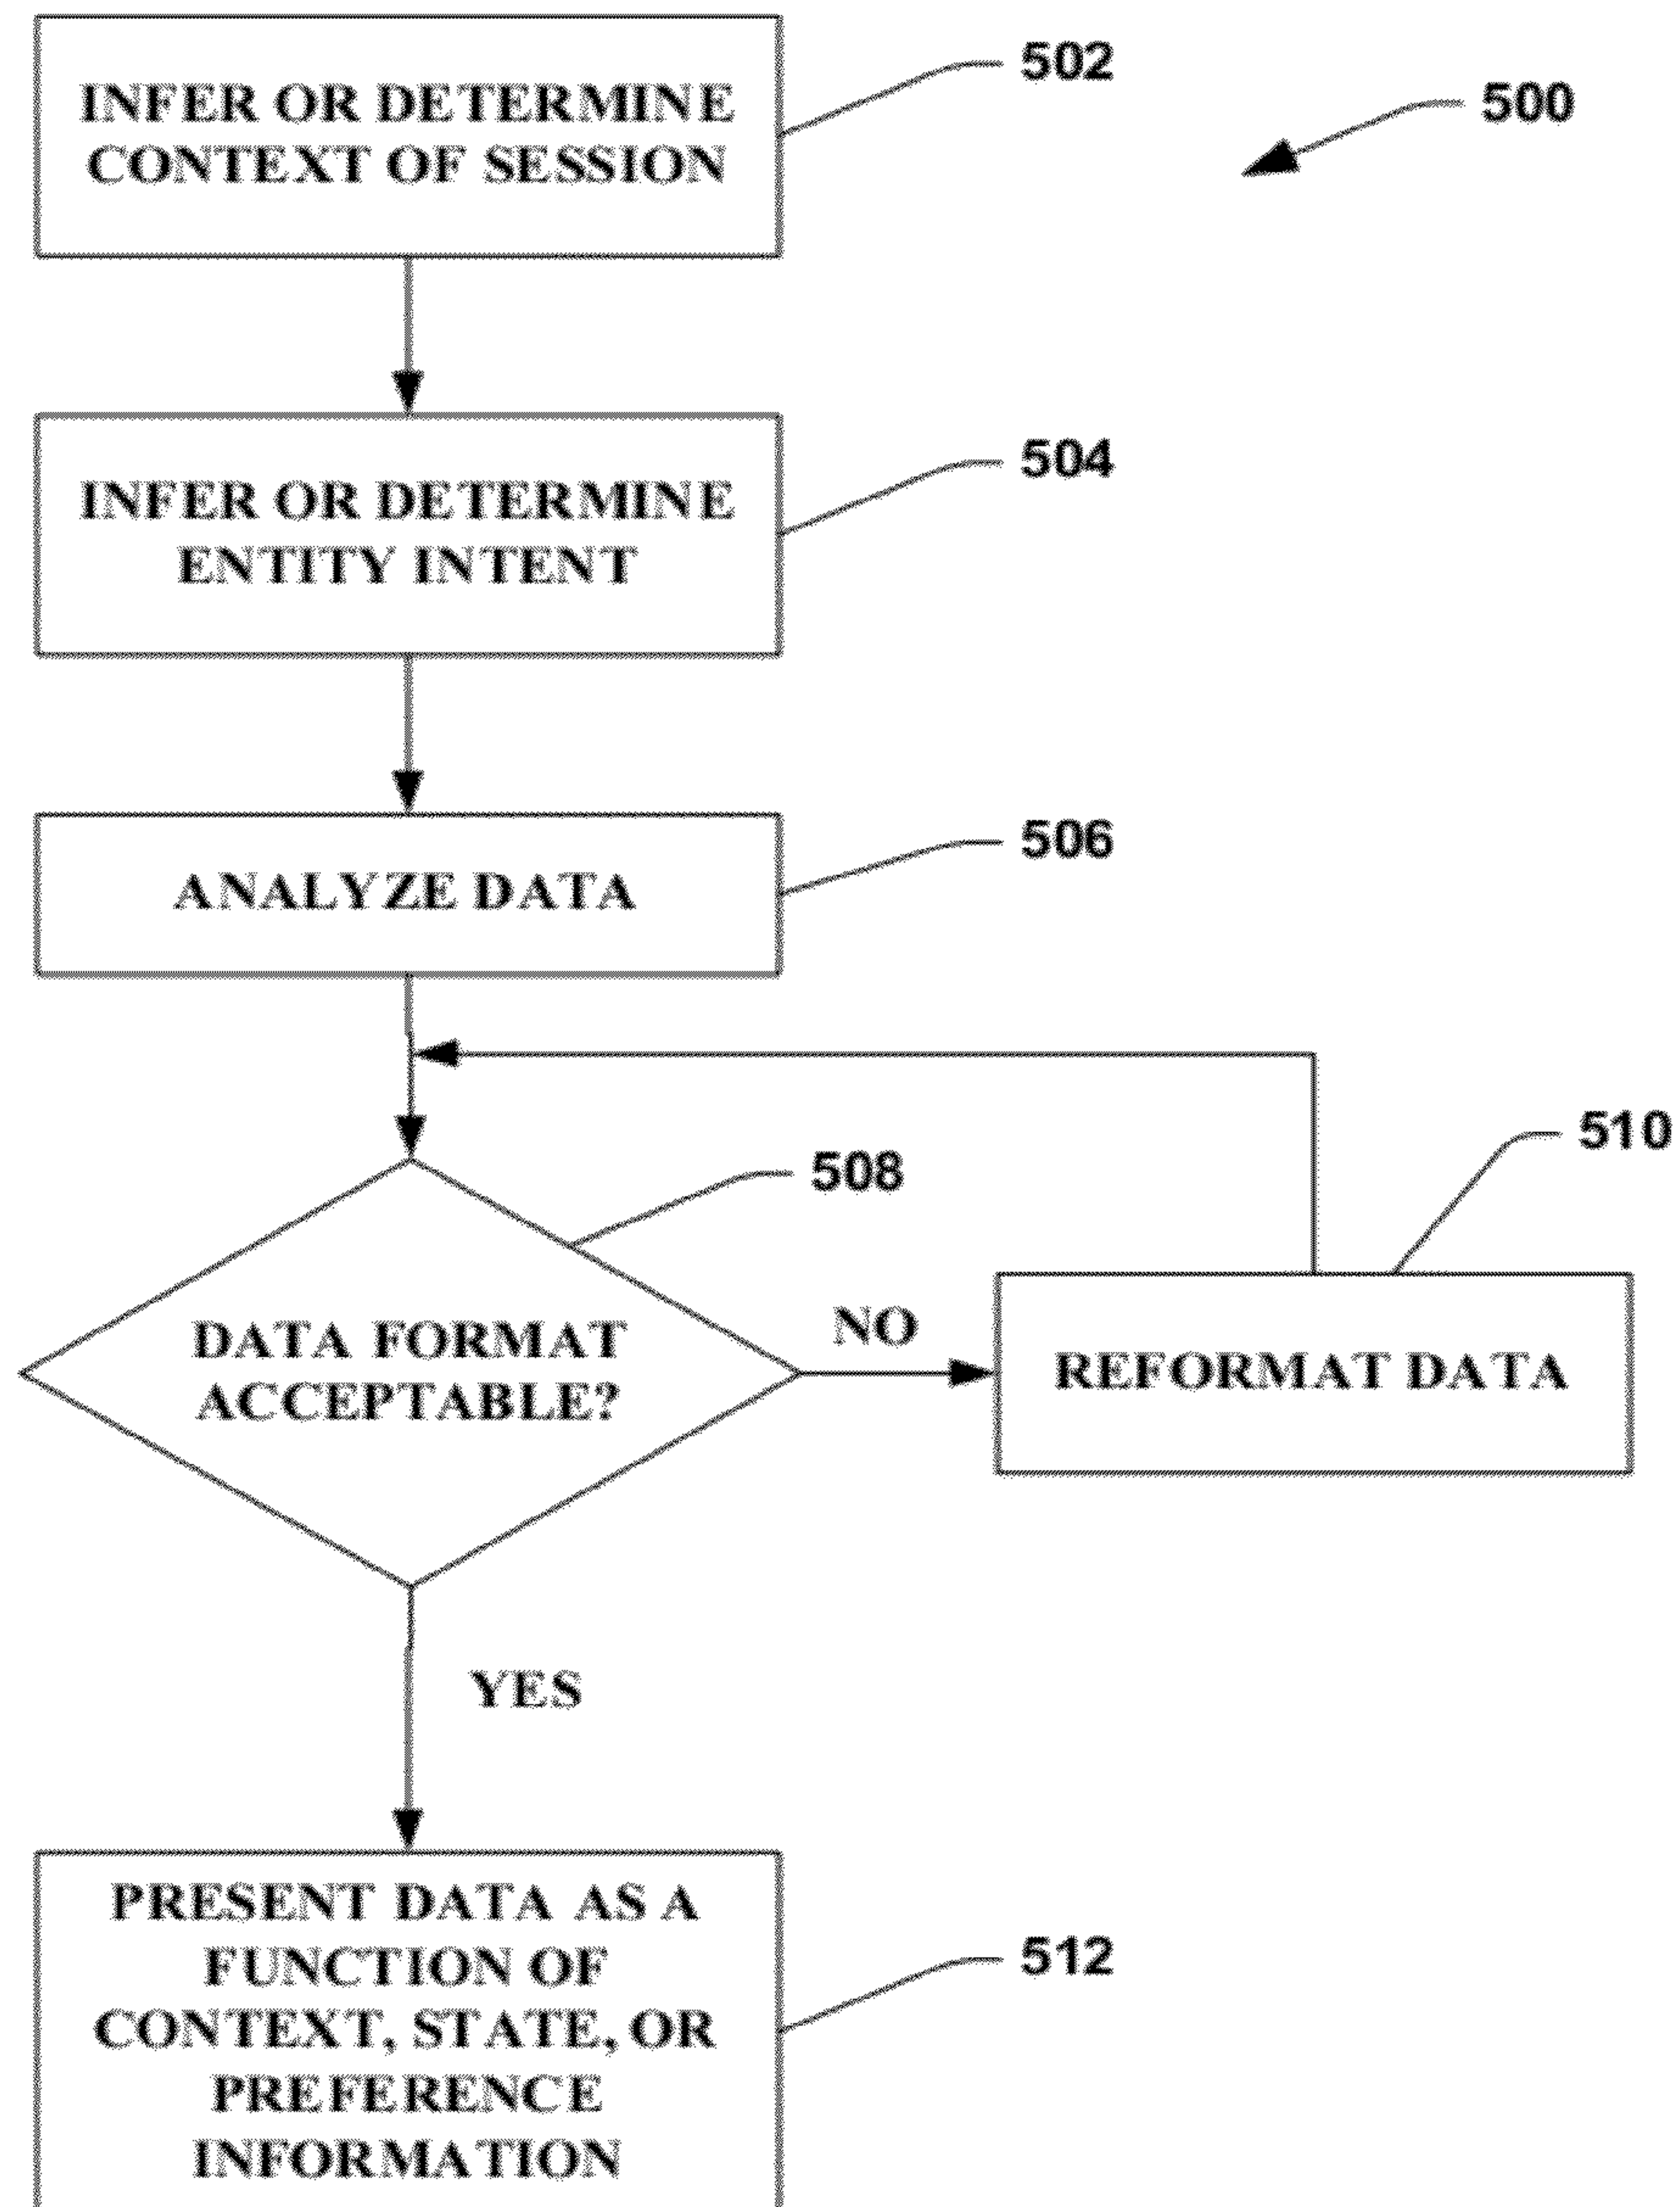 INFER OR DETERMINE
CONTEXT OF SESSION
502
500
INFER OR DETERMINE
ENTITY INTENT
504
ANALYZE DATA
506
508
510
DATA FORMAT
ACCEPTABLE?
NO
REFORMAT DATA
YES
PRESENT DATA AS A
FUNCTION OF
CONTEXT, STATE, OR
PREFERENCE
INFORMATION
512